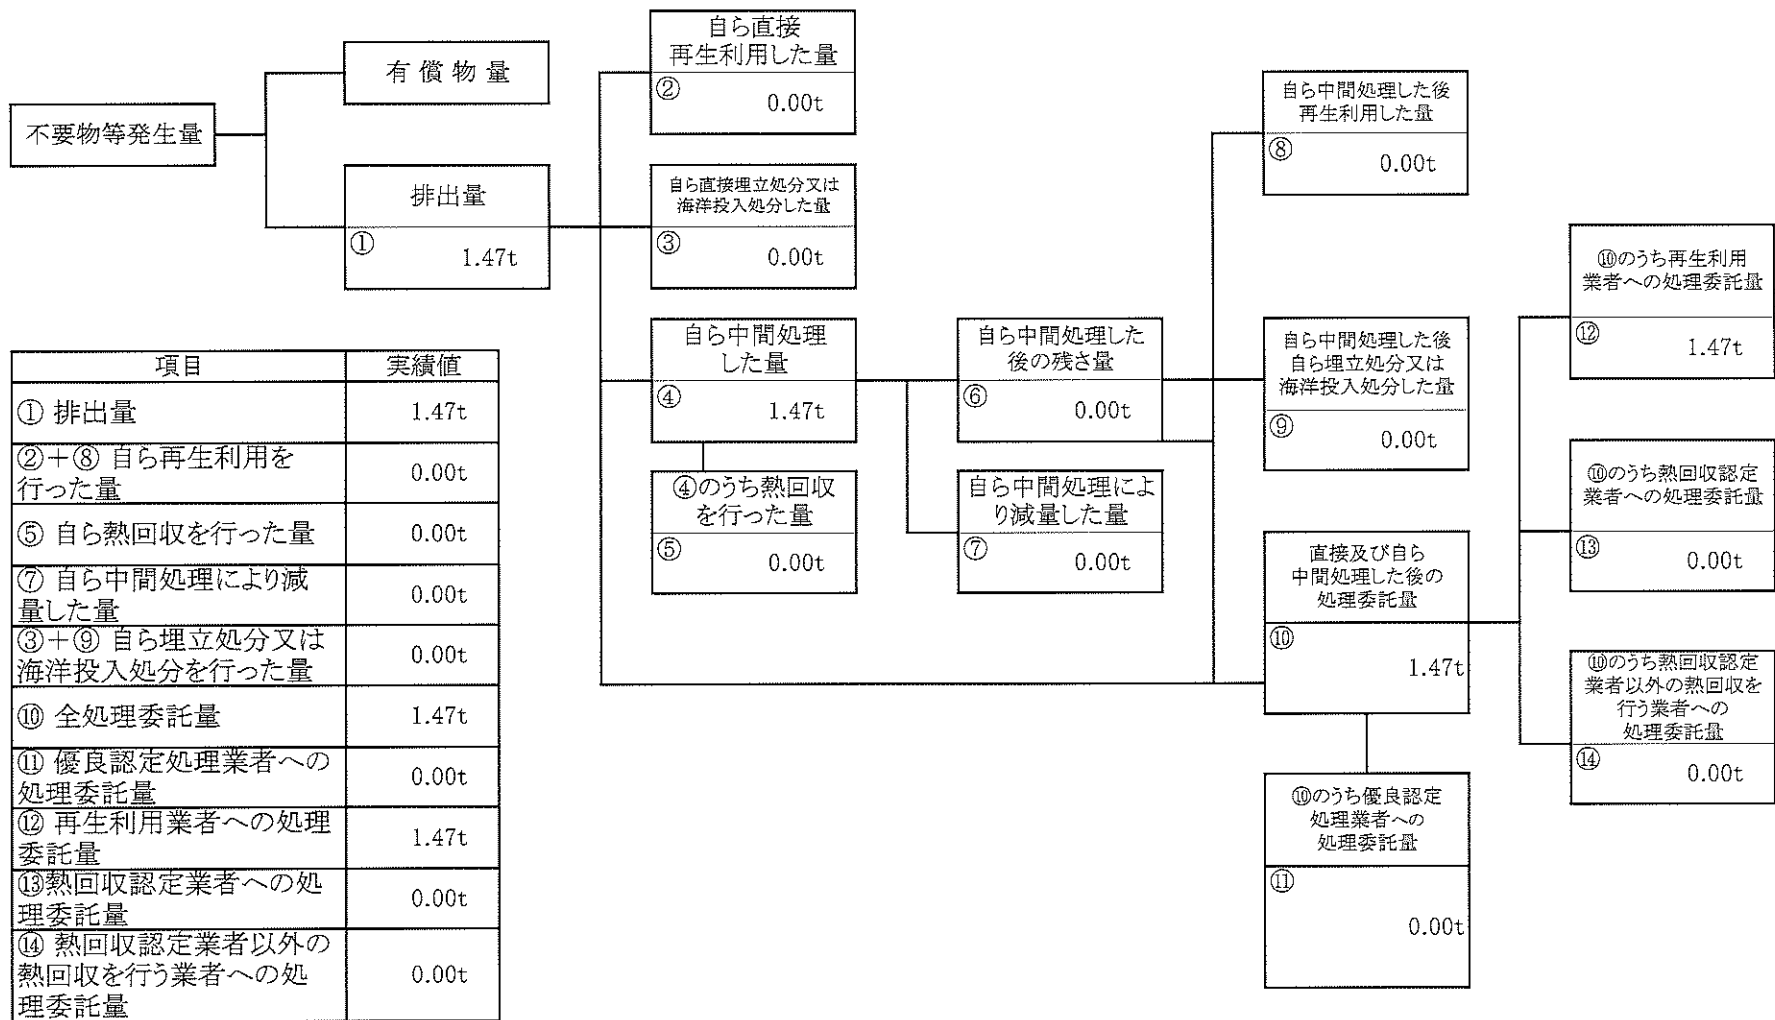 不要物等発生量
有償物量
排出量
① 1.47t
自ら直接
再生利用した量
② 0.00t
自ら直接埋立処分又は
海洋投入処分した量
③ 0.00t
自ら中間処理
した量
④ 1.47t
④のうち熱回収
を行った量
⑤ 0.00t
自ら中間処理した
後の残さ量
⑥ 0.00t
自ら中間処理によ
り減量した量
⑦ 0.00t
自ら中間処理した後
再生利用した量
⑧ 0.00t
自ら中間処理した後
自ら埋立処分又は
海洋投入処分した量
⑨ 0.00t
直接及び自ら
中間処理した後の
処理委託量
⑩ 1.47t
⑩のうち優良認定
処理業者への
処理委託量
⑪ 0.00t
⑩のうち再生利用
業者への処理委託量
⑫ 1.47t
⑩のうち熱回収認定
業者への処理委託量
⑬ 0.00t
⑩のうち熱回収認定
業者以外の熱回収を
行う業者への
処理委託量
⑭ 0.00t
項目 実績値
① 排出量 1.47t
②+⑧ 自ら再生利用を
行った量 0.00t
⑤ 自ら熱回収を行った量 0.00t
⑦ 自ら中間処理により減
量した量 0.00t
③+⑨ 自ら埋立処分又は
海洋投入処分を行った量 0.00t
⑩ 全処理委託量 1.47t
⑪ 優良認定処理業者への
処理委託量 0.00t
⑫ 再生利用業者への処理
委託量 1.47t
⑬熱回収認定業者への処
理委託量 0.00t
⑭ 熱回収認定業者以外の
熱回収を行う業者への処
理委託量 0.00t